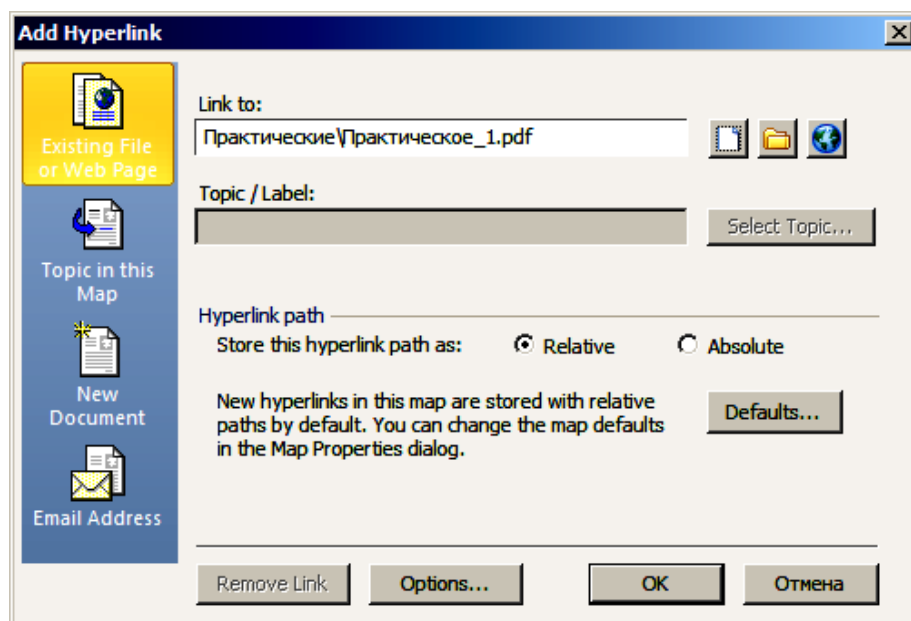 Add Hyperlink
Existing File
or Web Page
Topic in this
Map
New
Document
Email Address
Link to:
Практические\Практическое_1.pdf
Topic / Label:
Select Topic...
Hyperlink path
Store this hyperlink path as:
Relative
Absolute
New hyperlinks in this map are stored with relative
paths by default. You can change the map defaults
in the Map Properties dialog.
Defaults...
Remove Link
Options...
OK
Отмена